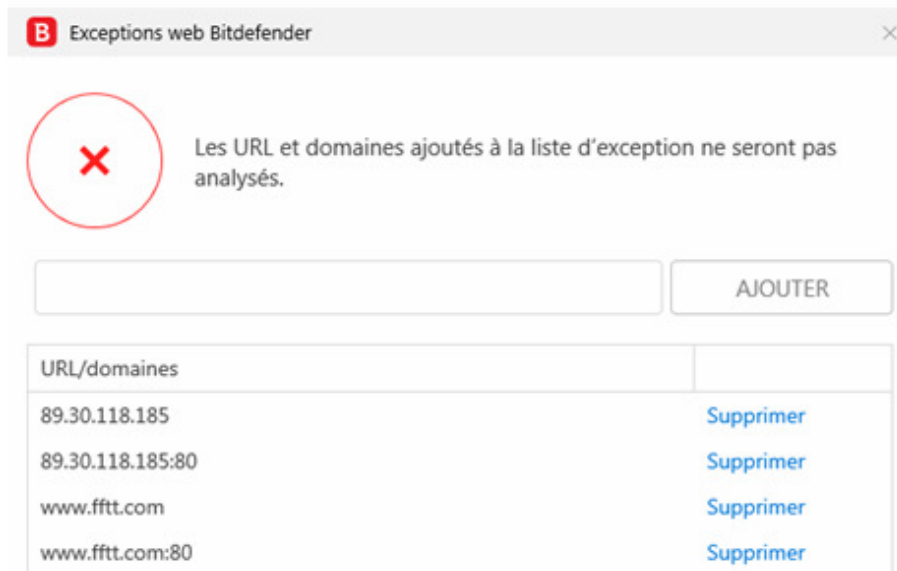 B Exceptions web Bitdefender
Les URL et domaines ajoutés à la liste d'exception ne seront pas
analysés.
AJOUTER
URL/domaines
89.30.118.185 Supprimer
89.30.118.185:80 Supprimer
www.fftt.com Supprimer
www.fftt.com:80 Supprimer